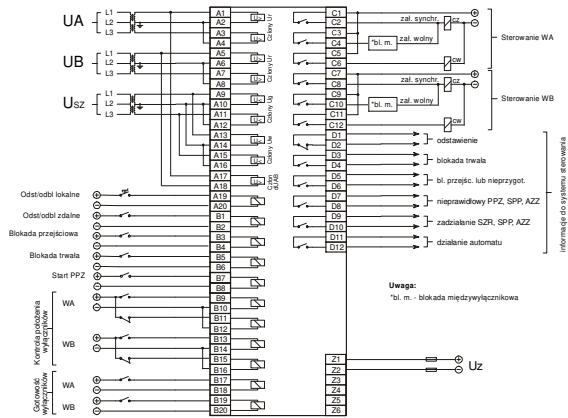 UA
L1
L2
L3
UB
L1
L2
L3
USZ
L1
L2
L3
A1
A2
A3
A4
A5
A6
A7
A8
A9
A10
A11
A12
A13
A14
A15
A16
A17
A18
A19
A20
B1
B2
B3
B4
B5
B6
B7
B8
B9
B10
B11
B12
B13
B14
B15
B16
B17
B18
B19
B20
U>
U<
U>
U<
U<
U<
U>
U>
Człony Ur
Człony Ur
Człony Ug
Człony Uw
Człon dUAB
Odst/odbl lokalne
Odst/odbl zdalne
Blokada przejściowa
Blokada trwała
Start PPZ
WA
WB
Kontrola położenia wyłączników
WA
WB
Gotowość wyłączników
C1
C2
C3
C4
C5
C6
C7
C8
C9
C10
C11
C12
D1
D2
D3
D4
D5
D6
D7
D8
D9
D10
D11
D12
Z1
Z2
Z3
Z4
Z5
Z6
zał. synchr.
cz
*bl. m.
zał. wolny
cw
Sterowanie WA
zał. synchr.
cz
*bl. m.
zał. wolny
cw
Sterowanie WB
odstawienie
blokada trwała
bl. przejśc. lub nieprzygot.
nieprawidłowy PPZ, SPP, AZZ
zadziałanie SZR, SPP, AZZ
działanie automatu
informacje do systemu sterowania
Uwaga:
*bl. m. - blokada międzywyłącznikowa
Uz